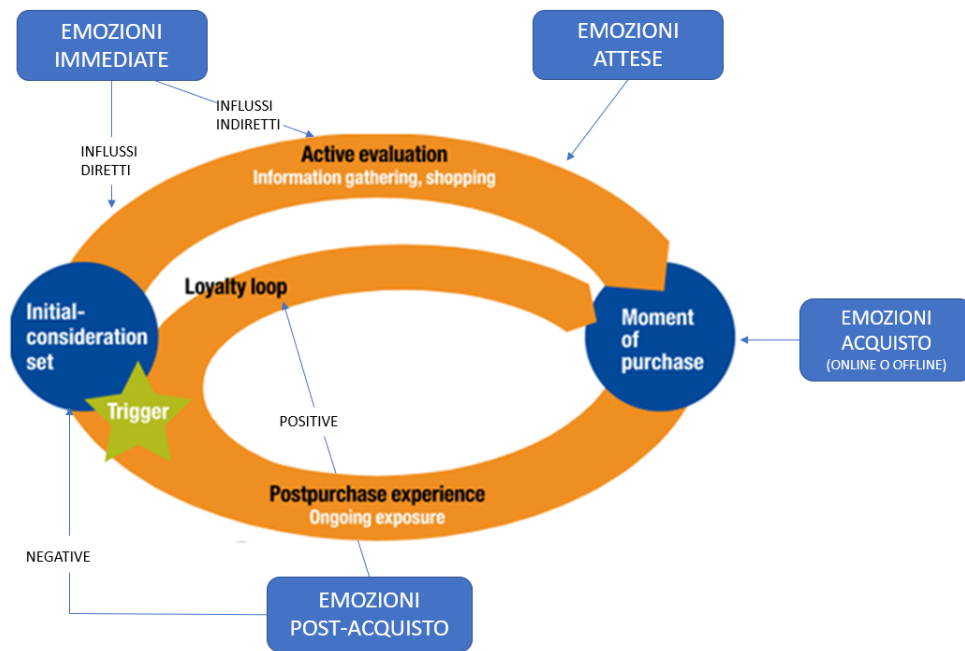 EMOZIONI
IMMEDIATE
EMOZIONI
ATTESE
INFLUSSI
INDIRETTI
INFLUSSI
DIRETTI
Active evaluation
Information gathering, shopping
Loyalty loop
Initial-
consideration
set
Moment
of
purchase
EMOZIONI
ACQUISTO
(ONLINE O OFFLINE)
Trigger
POSITIVE
Postpurchase experience
Ongoing exposure
NEGATIVE
EMOZIONI
POST-ACQUISTO